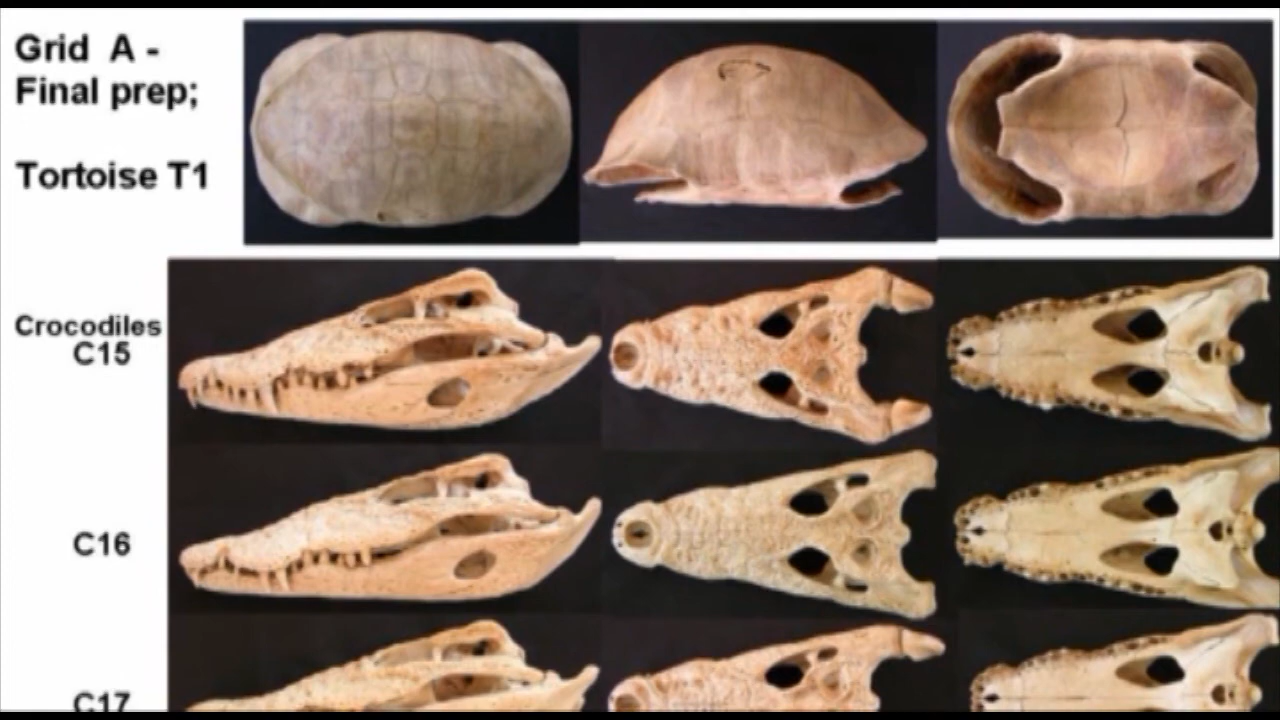 Grid A -
Final prep;
Tortoise T1
Crocodiles
C15
C16
C17